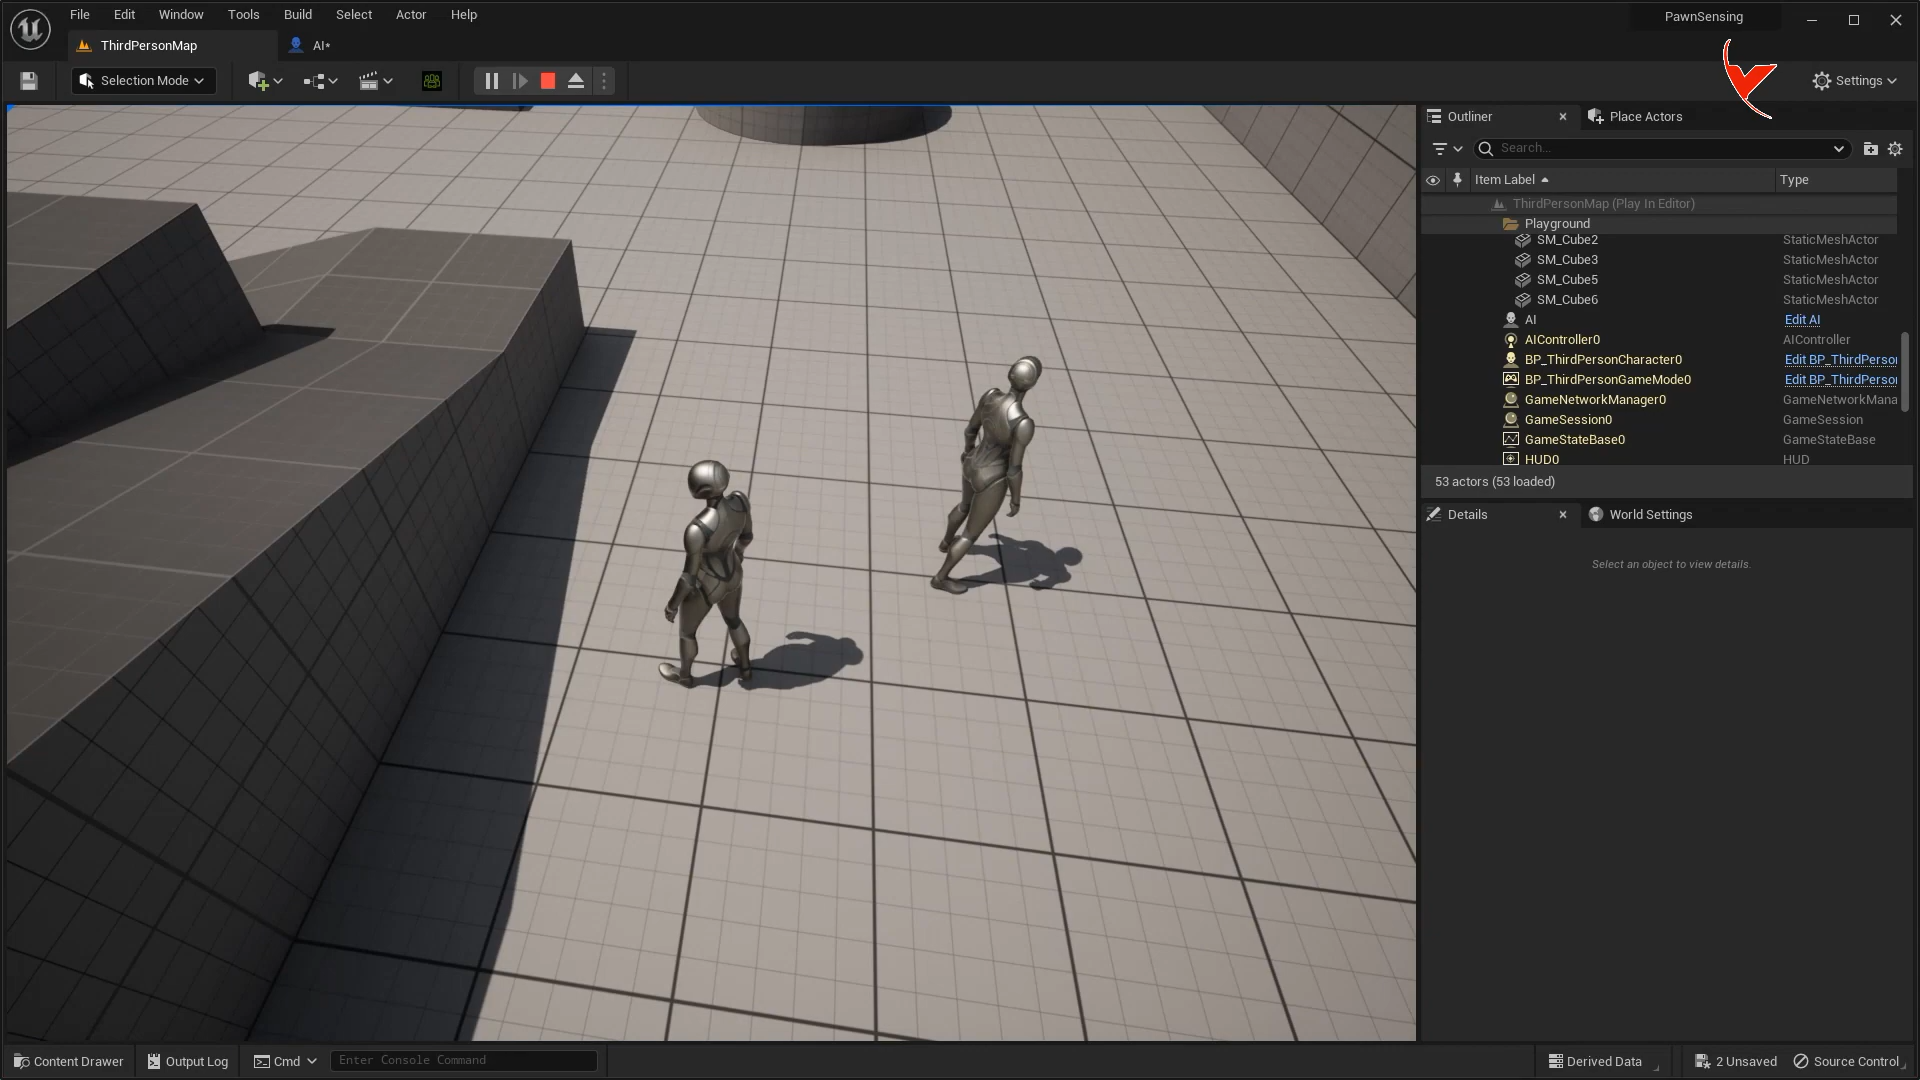 File Edit Window Tools Build Select Actor Help
PawnSensing
ThirdPersonMap
AI*
Selection Mode
Settings
Outliner
Place Actors
Search...
Item Label
Type
ThirdPersonMap (Play In Editor)
Playground
SM_Cube2 StaticMeshActor
SM_Cube3 StaticMeshActor
SM_Cube5 StaticMeshActor
SM_Cube6 StaticMeshActor
AI Edit AI
AIController0 AIController
BP_ThirdPersonCharacter0 Edit BP_ThirdPerson
BP_ThirdPersonGameMode0 Edit BP_ThirdPerson
GameNetworkManager0 GameNetworkMana
GameSession0 GameSession
GameStateBase0 GameStateBase
HUD0 HUD
53 actors (53 loaded)
Details
World Settings
Select an object to view details.
Content Drawer
Output Log
Cmd
Enter Console Command
Derived Data
2 Unsaved
Source Control